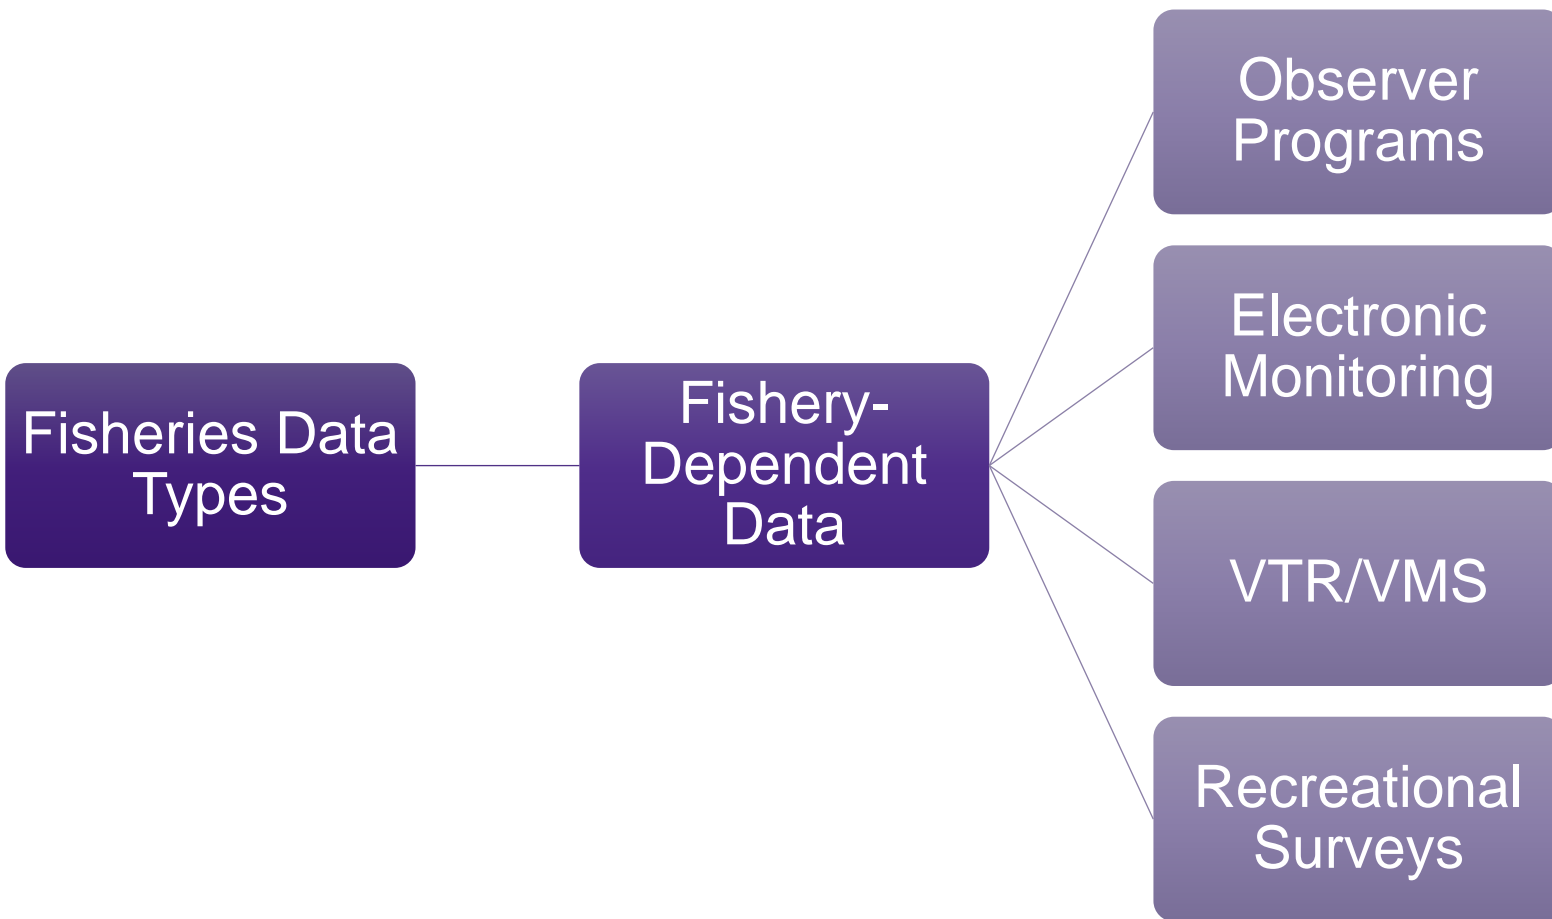 Fisheries Data
Types
Fishery-
Dependent
Data
Observer
Programs
Electronic
Monitoring
VTR/VMS
Recreational
Surveys